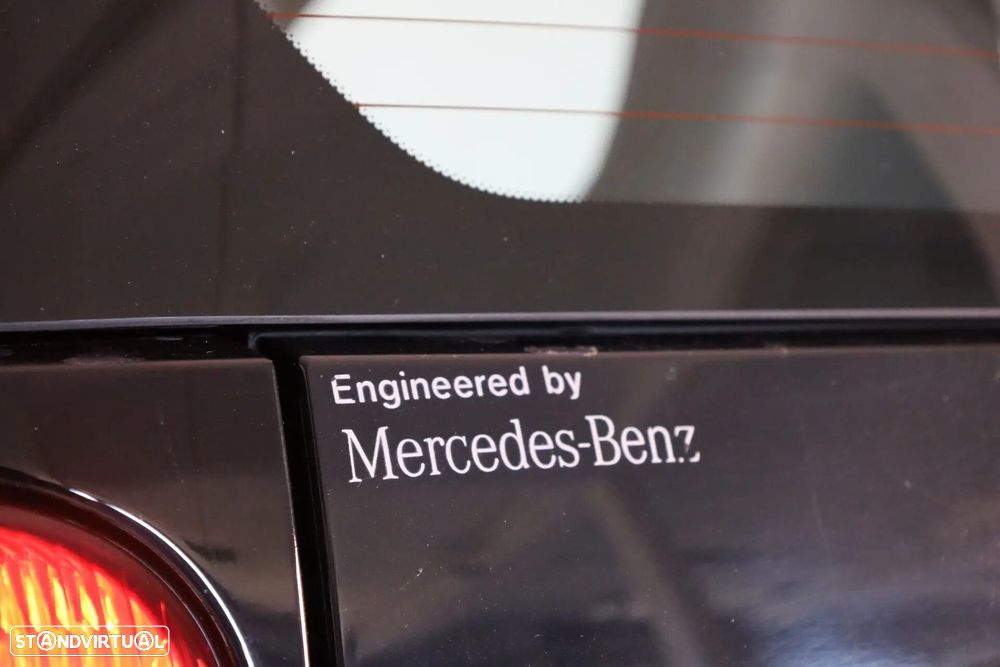 Engineered by
Mercedes-Benz
STANDVIRTUAL